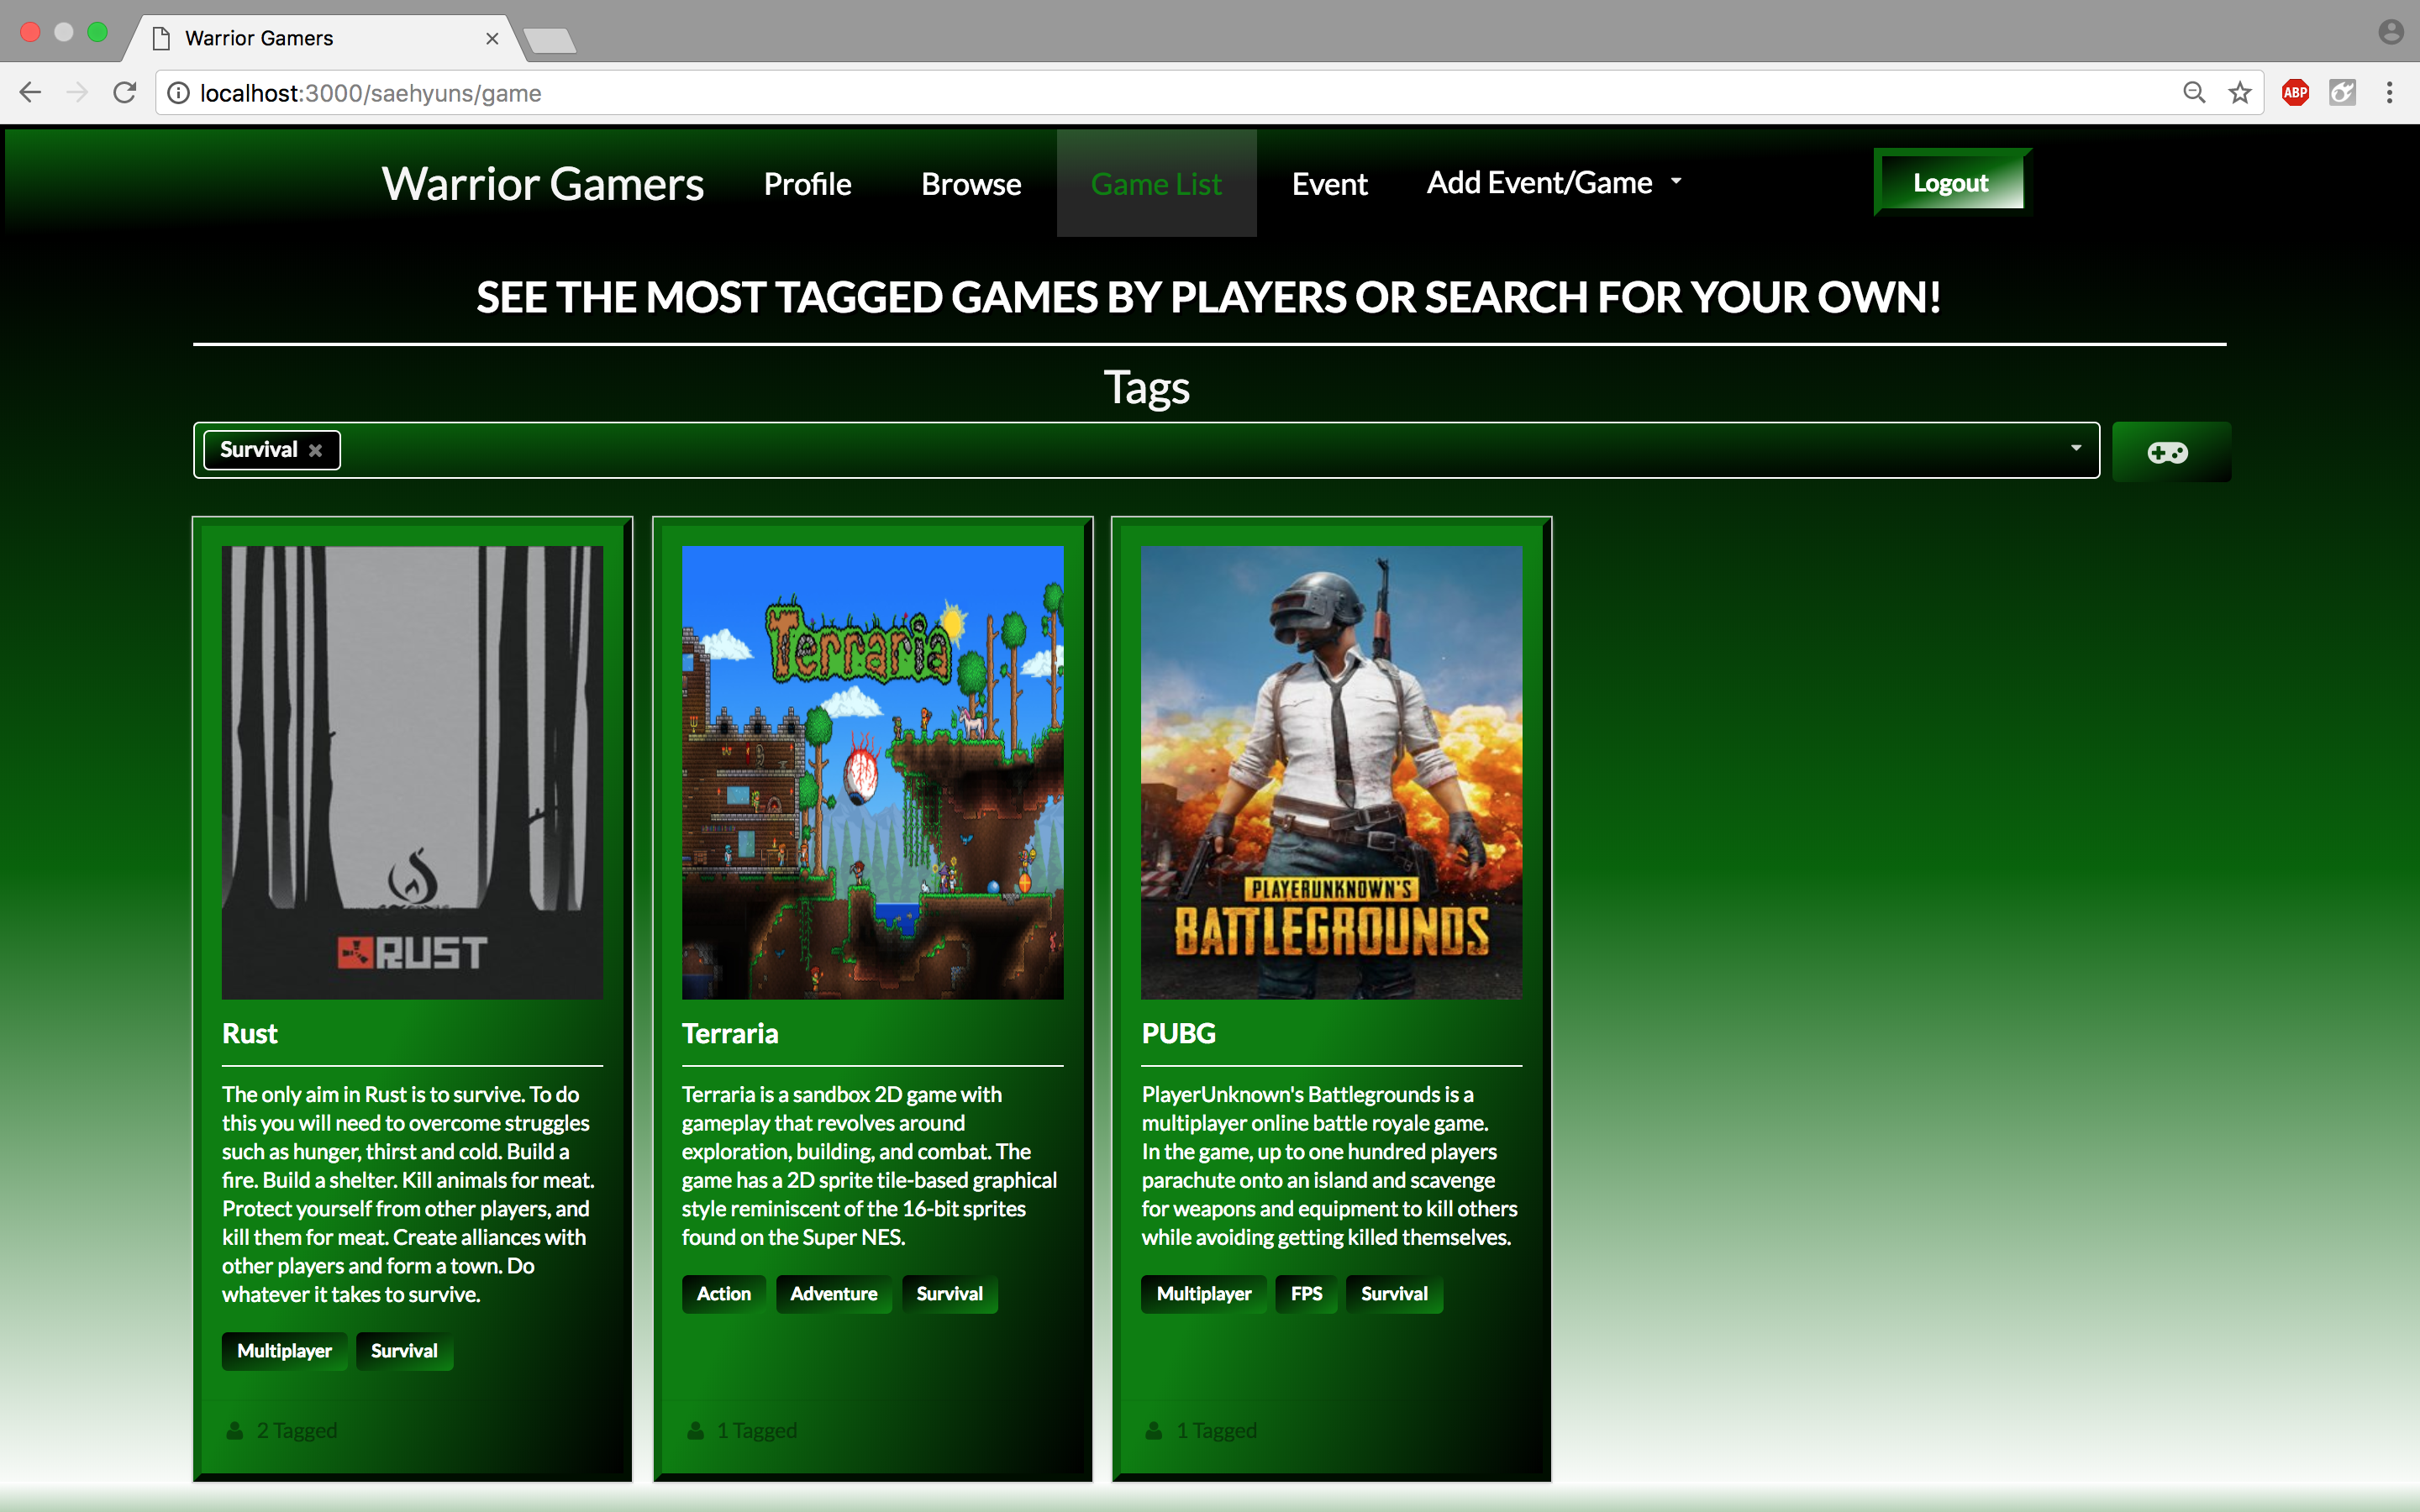 Warrior Gamers
localhost:3000/saehyuns/game
ABP
Warrior Gamers Profile Browse Game List Event Add Event/Game Logout
SEE THE MOST TAGGED GAMES BY PLAYERS OR SEARCH FOR YOUR OWN!
Tags
Survival
RUST
Rust
The only aim in Rust is to survive. To do
this you will need to overcome struggles
such as hunger, thirst and cold. Build a
fire. Build a shelter. Kill animals for meat.
Protect yourself from other players, and
kill them for meat. Create alliances with
other players and form a town. Do
whatever it takes to survive.
Multiplayer Survival
2 Tagged
Terraria
Terraria
Terraria is a sandbox 2D game with
gameplay that revolves around
exploration, building, and combat. The
game has a 2D sprite tile-based graphical
style reminiscent of the 16-bit sprites
found on the Super NES.
Action Adventure Survival
1 Tagged
PLAYERUNKNOWN'S
BATTLEGROUNDS
PUBG
PlayerUnknown's Battlegrounds is a
multiplayer online battle royale game.
In the game, up to one hundred players
parachute onto an island and scavenge
for weapons and equipment to kill others
while avoiding getting killed themselves.
Multiplayer FPS Survival
1 Tagged